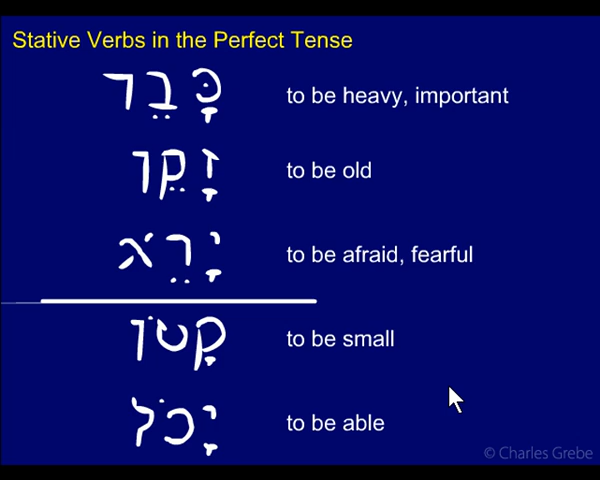 Stative Verbs in the Perfect Tense
כָּבֵד to be heavy, important
זָקֵן to be old
יָרֵא to be afraid, fearful
קָטֹן to be small
יָכֹל to be able
© Charles Grebe